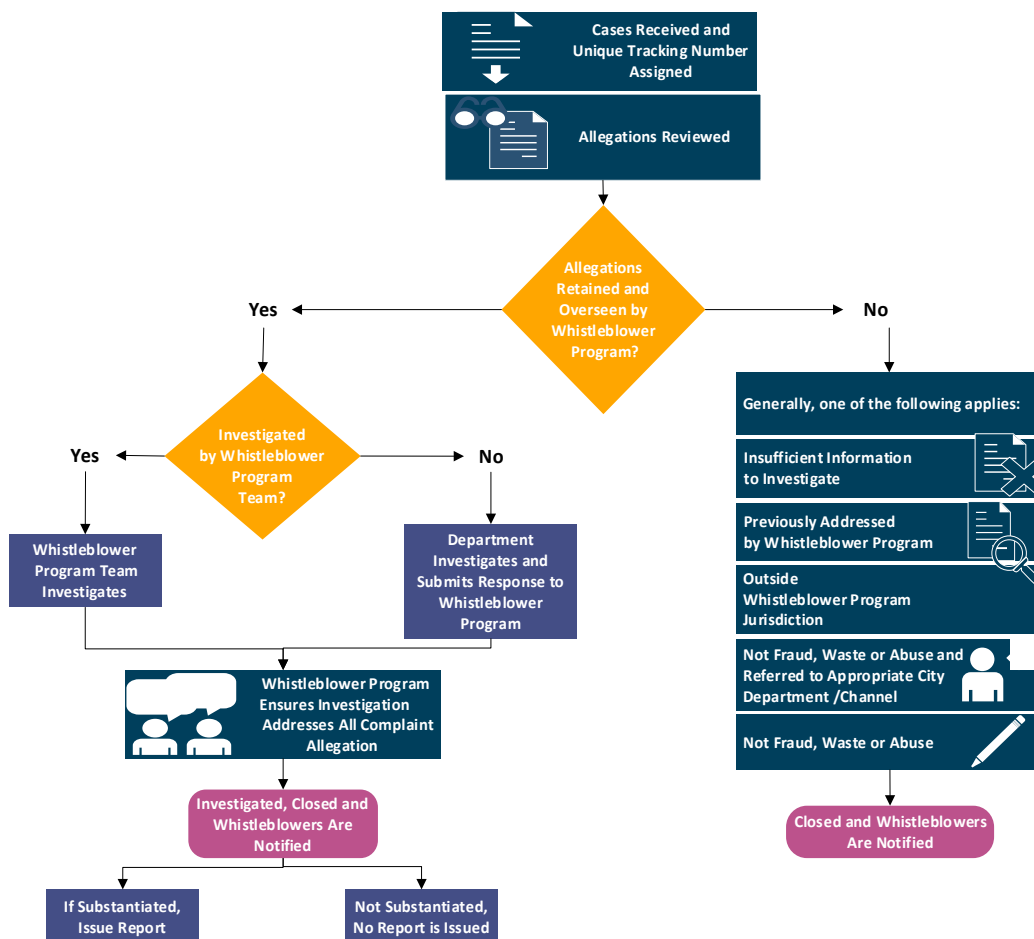 Cases Received and
Unique Tracking Number
Assigned
Allegations Reviewed
Allegations
Retained and
Overseen by
Whistleblower
Program?
Yes
No
Investigated
by Whistleblower
Program
Team?
Yes
No
Whistleblower
Program Team
Investigates
Department
Investigates and
Submits Response to
Whistleblower
Program
Whistleblower Program
Ensures Investigation
Addresses All Complaint
Allegation
Investigated, Closed and
Whistleblowers Are
Notified
If Substantiated,
Issue Report
Not Substantiated,
No Report is Issued
Generally, one of the following applies:
Insufficient Information
to Investigate
Previously Addressed
by Whistleblower Program
Outside
Whistleblower Program
Jurisdiction
Not Fraud, Waste or Abuse and
Referred to Appropriate City
Department /Channel
Not Fraud, Waste or Abuse
Closed and Whistleblowers
Are Notified